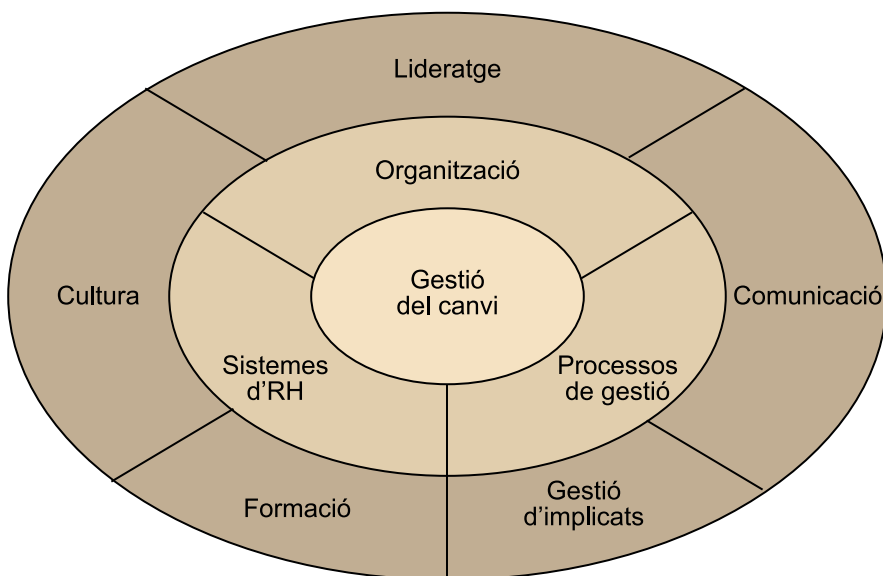 Lideratge
Organització
Gestió
del canvi
Cultura
Comunicació
Sistemes
d’RH
Processos
de gestió
Formació
Gestió
d’implicats